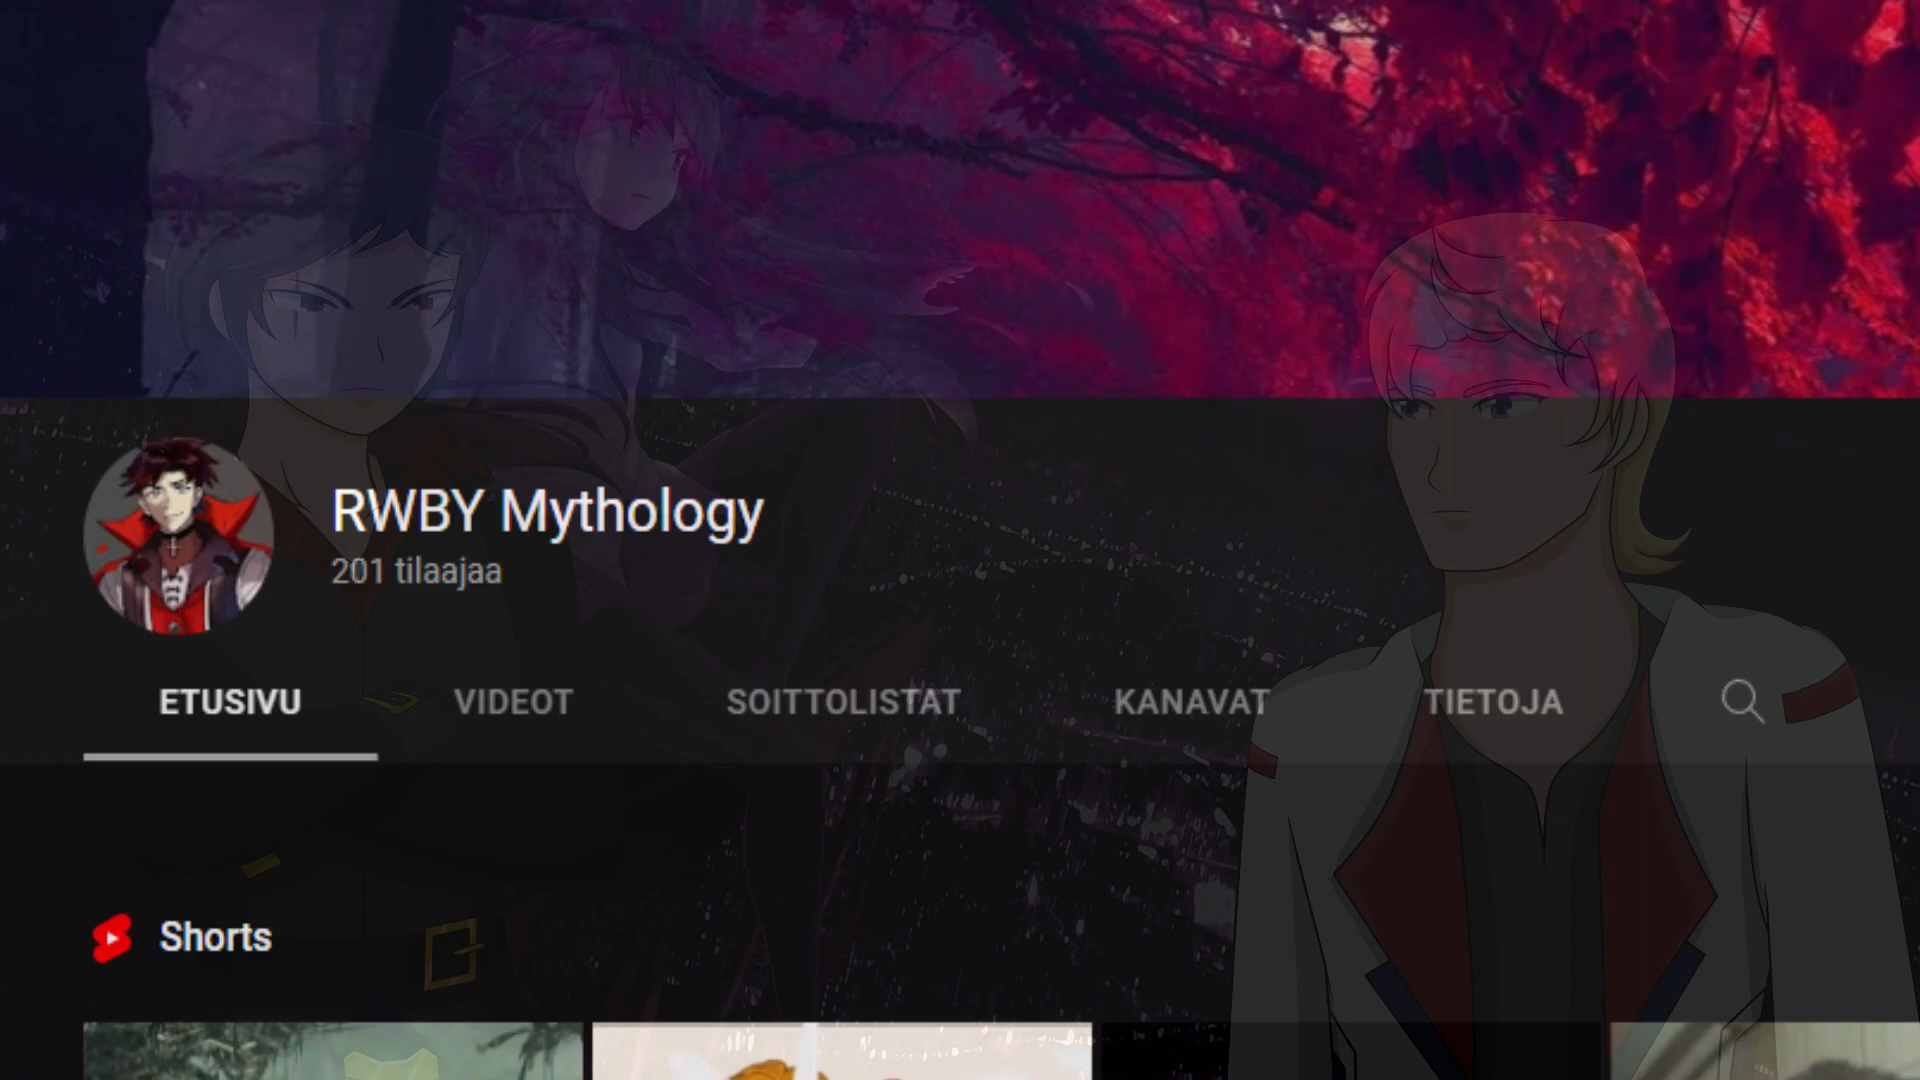 RWBY Mythology
201 tilaajaa
ETUSIVU VIDEOT SOITTOLISTAT KANAVAT TIETOJA
Shorts